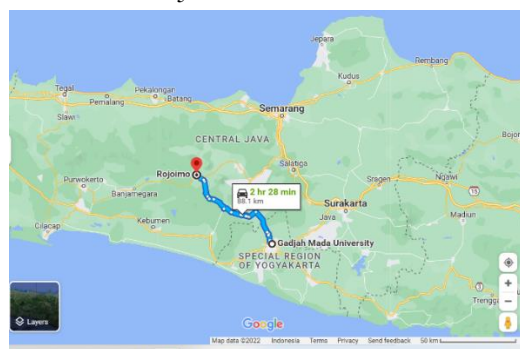 Jepara
Rembang
Kudus
Tegal
Pekalongan
Pemalang
Batang
Slawi
Semarang
Bojon
CENTRAL JAVA
Rojoimo
Salatiga
2 hr 28 min
88.1 km
Sragen
Ngawi
Purwokerto
Banjarnegara
Surakarta
Java
Madiun
Cilacap
Kebumen
Gadjah Mada University
SPECIAL REGION
OF YOGYAKARTA
Trengga
Layers
Google
Map data ©2022 Indonesia Terms Privacy Send feedback 50 km